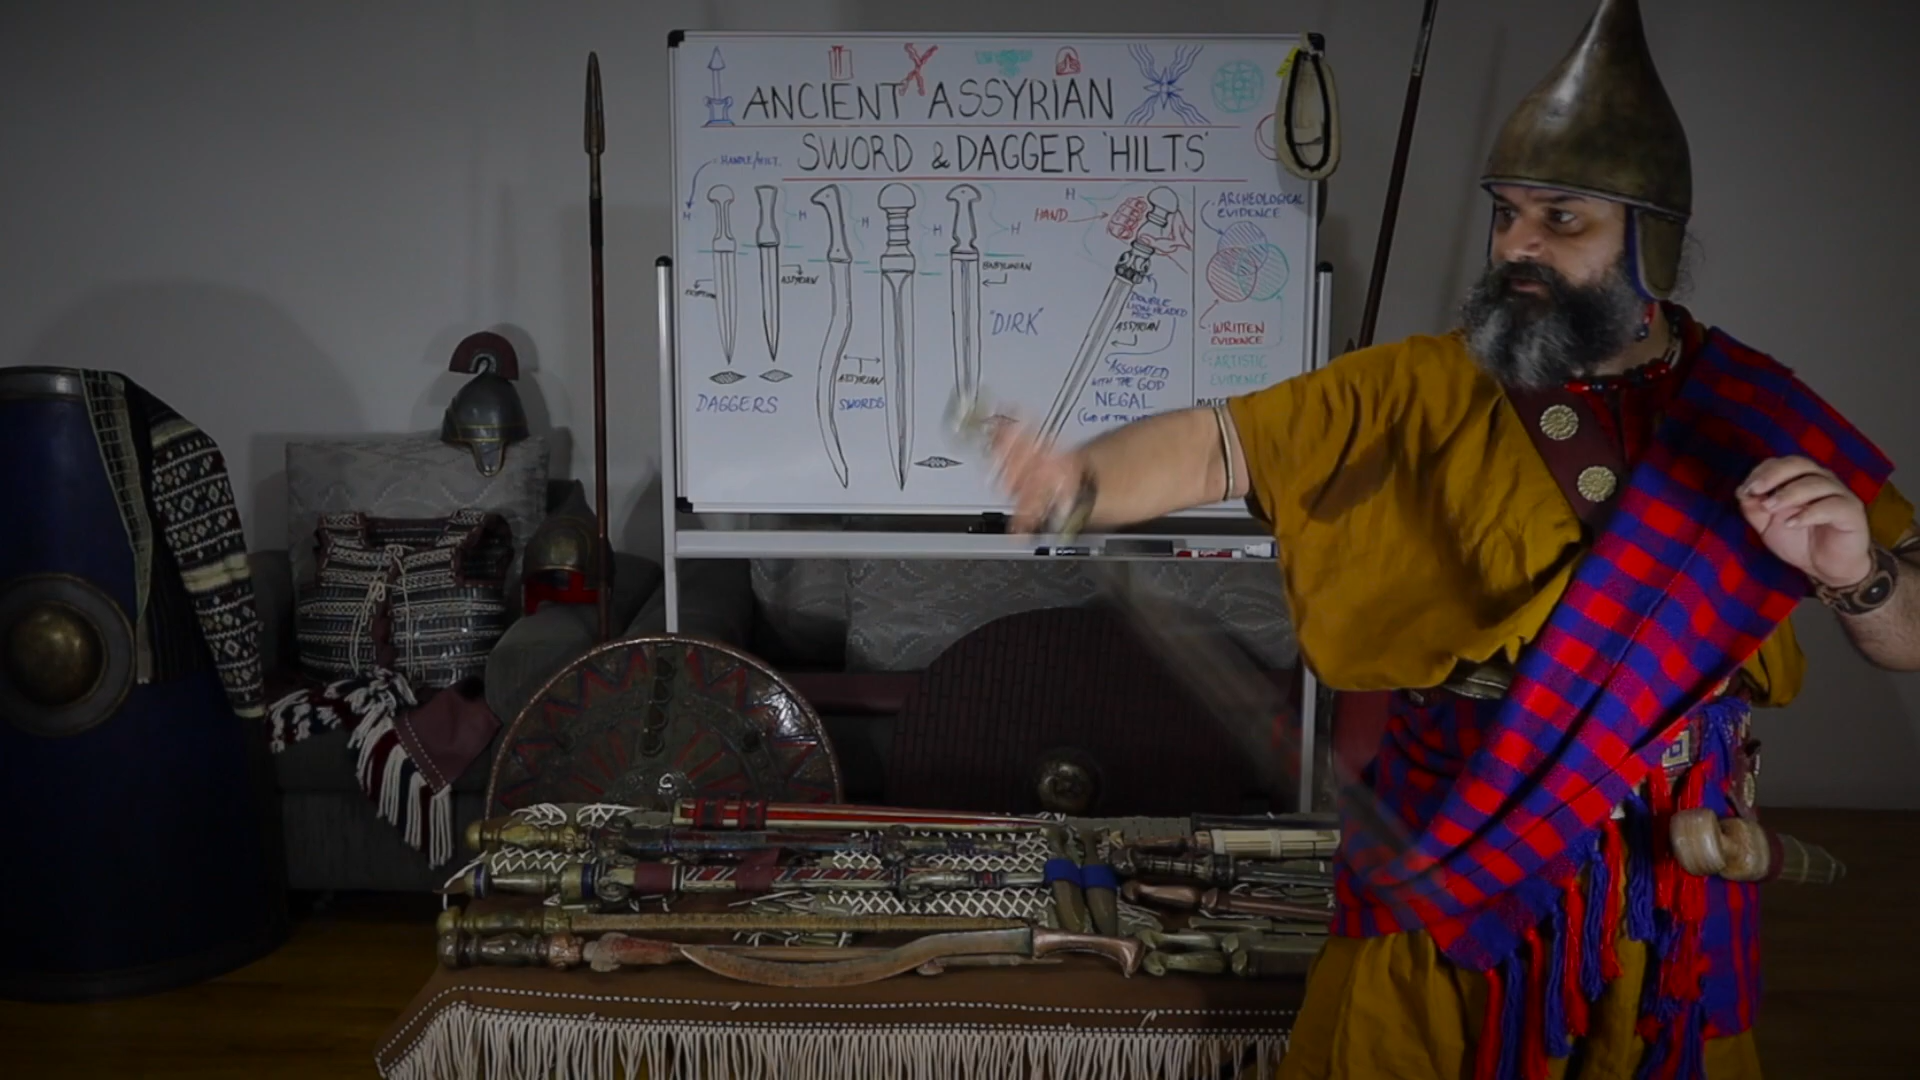 ANCIENT ASSYRIAN
SWORD & DAGGER 'HILTS'
HANDLE/HILT.
H
H
H
H
H
H
HAND
ARCHEOLOGICAL
EVIDENCE
ASSYRIAN
BABYLONIAN
"DIRK"
DOUBLE
LION HEADED
HILT
ASSYRIAN
WRITTEN
EVIDENCE
ARTISTIC
EVIDENCE
ASSYRIAN
DAGGERS
SWORDS
ASSOSIATED
WITH THE GOD
NEGAL